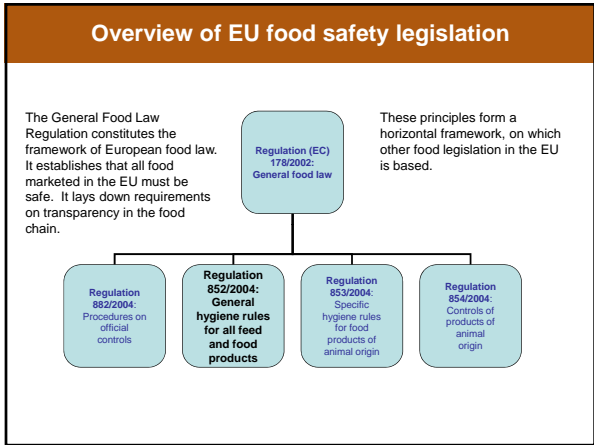 Overview of EU food safety legislation
The General Food Law
Regulation constitutes the
framework of European food law.
It establishes that all food
marketed in the EU must be
safe. It lays down requirements
on transparency in the food
chain.
Regulation (EC)
178/2002:
General food law
These principles form a
horizontal framework, on which
other food legislation in the EU
is based.
Regulation
882/2004:
Procedures on
official
controls
Regulation
852/2004:
General
hygiene rules
for all feed
and food
products
Regulation
853/2004:
Specific
hygiene rules
for food
products of
animal origin
Regulation
854/2004:
Controls of
products of
animal
origin